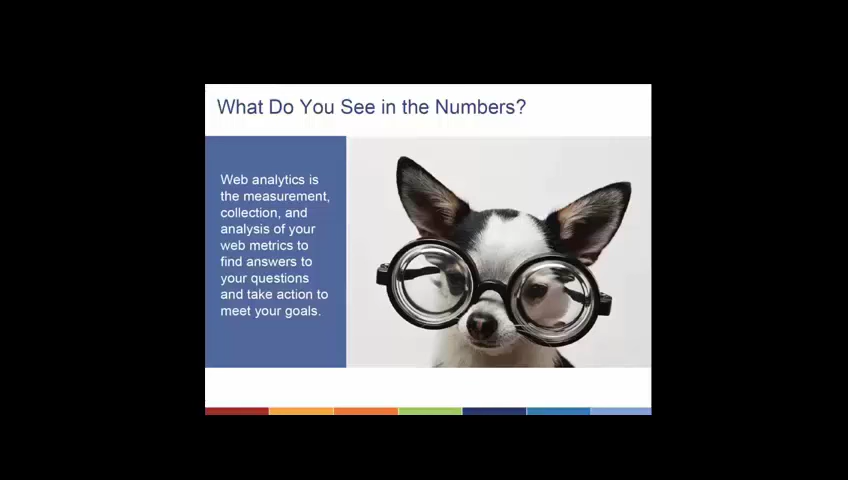 What Do You See in the Numbers?
Web analytics is
the measurement,
collection, and
analysis of your
web metrics to
find answers to
your questions
and take action to
meet your goals.